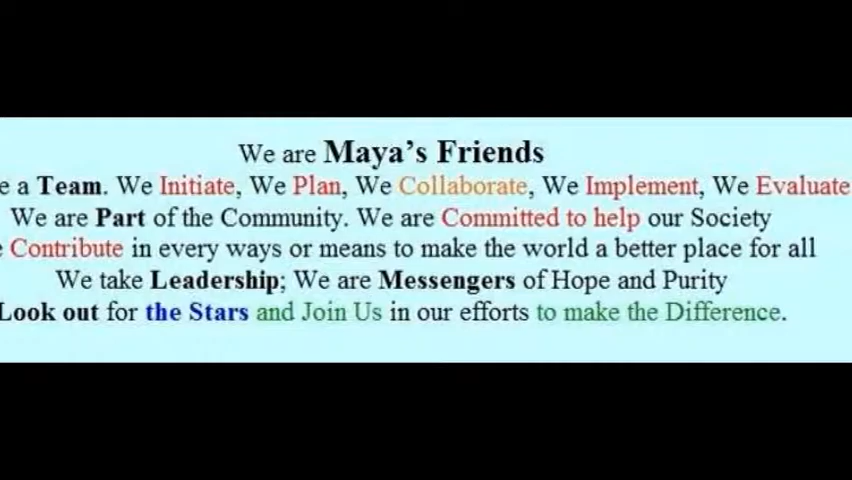 We are Maya's Friends
e a Team. We Initiate, We Plan, We Collaborate, We Implement, We Evaluate
We are Part of the Community. We are Committed to help our Society
e Contribute in every ways or means to make the world a better place for all
We take Leadership; We are Messengers of Hope and Purity
Look out for the Stars and Join Us in our efforts to make the Difference.